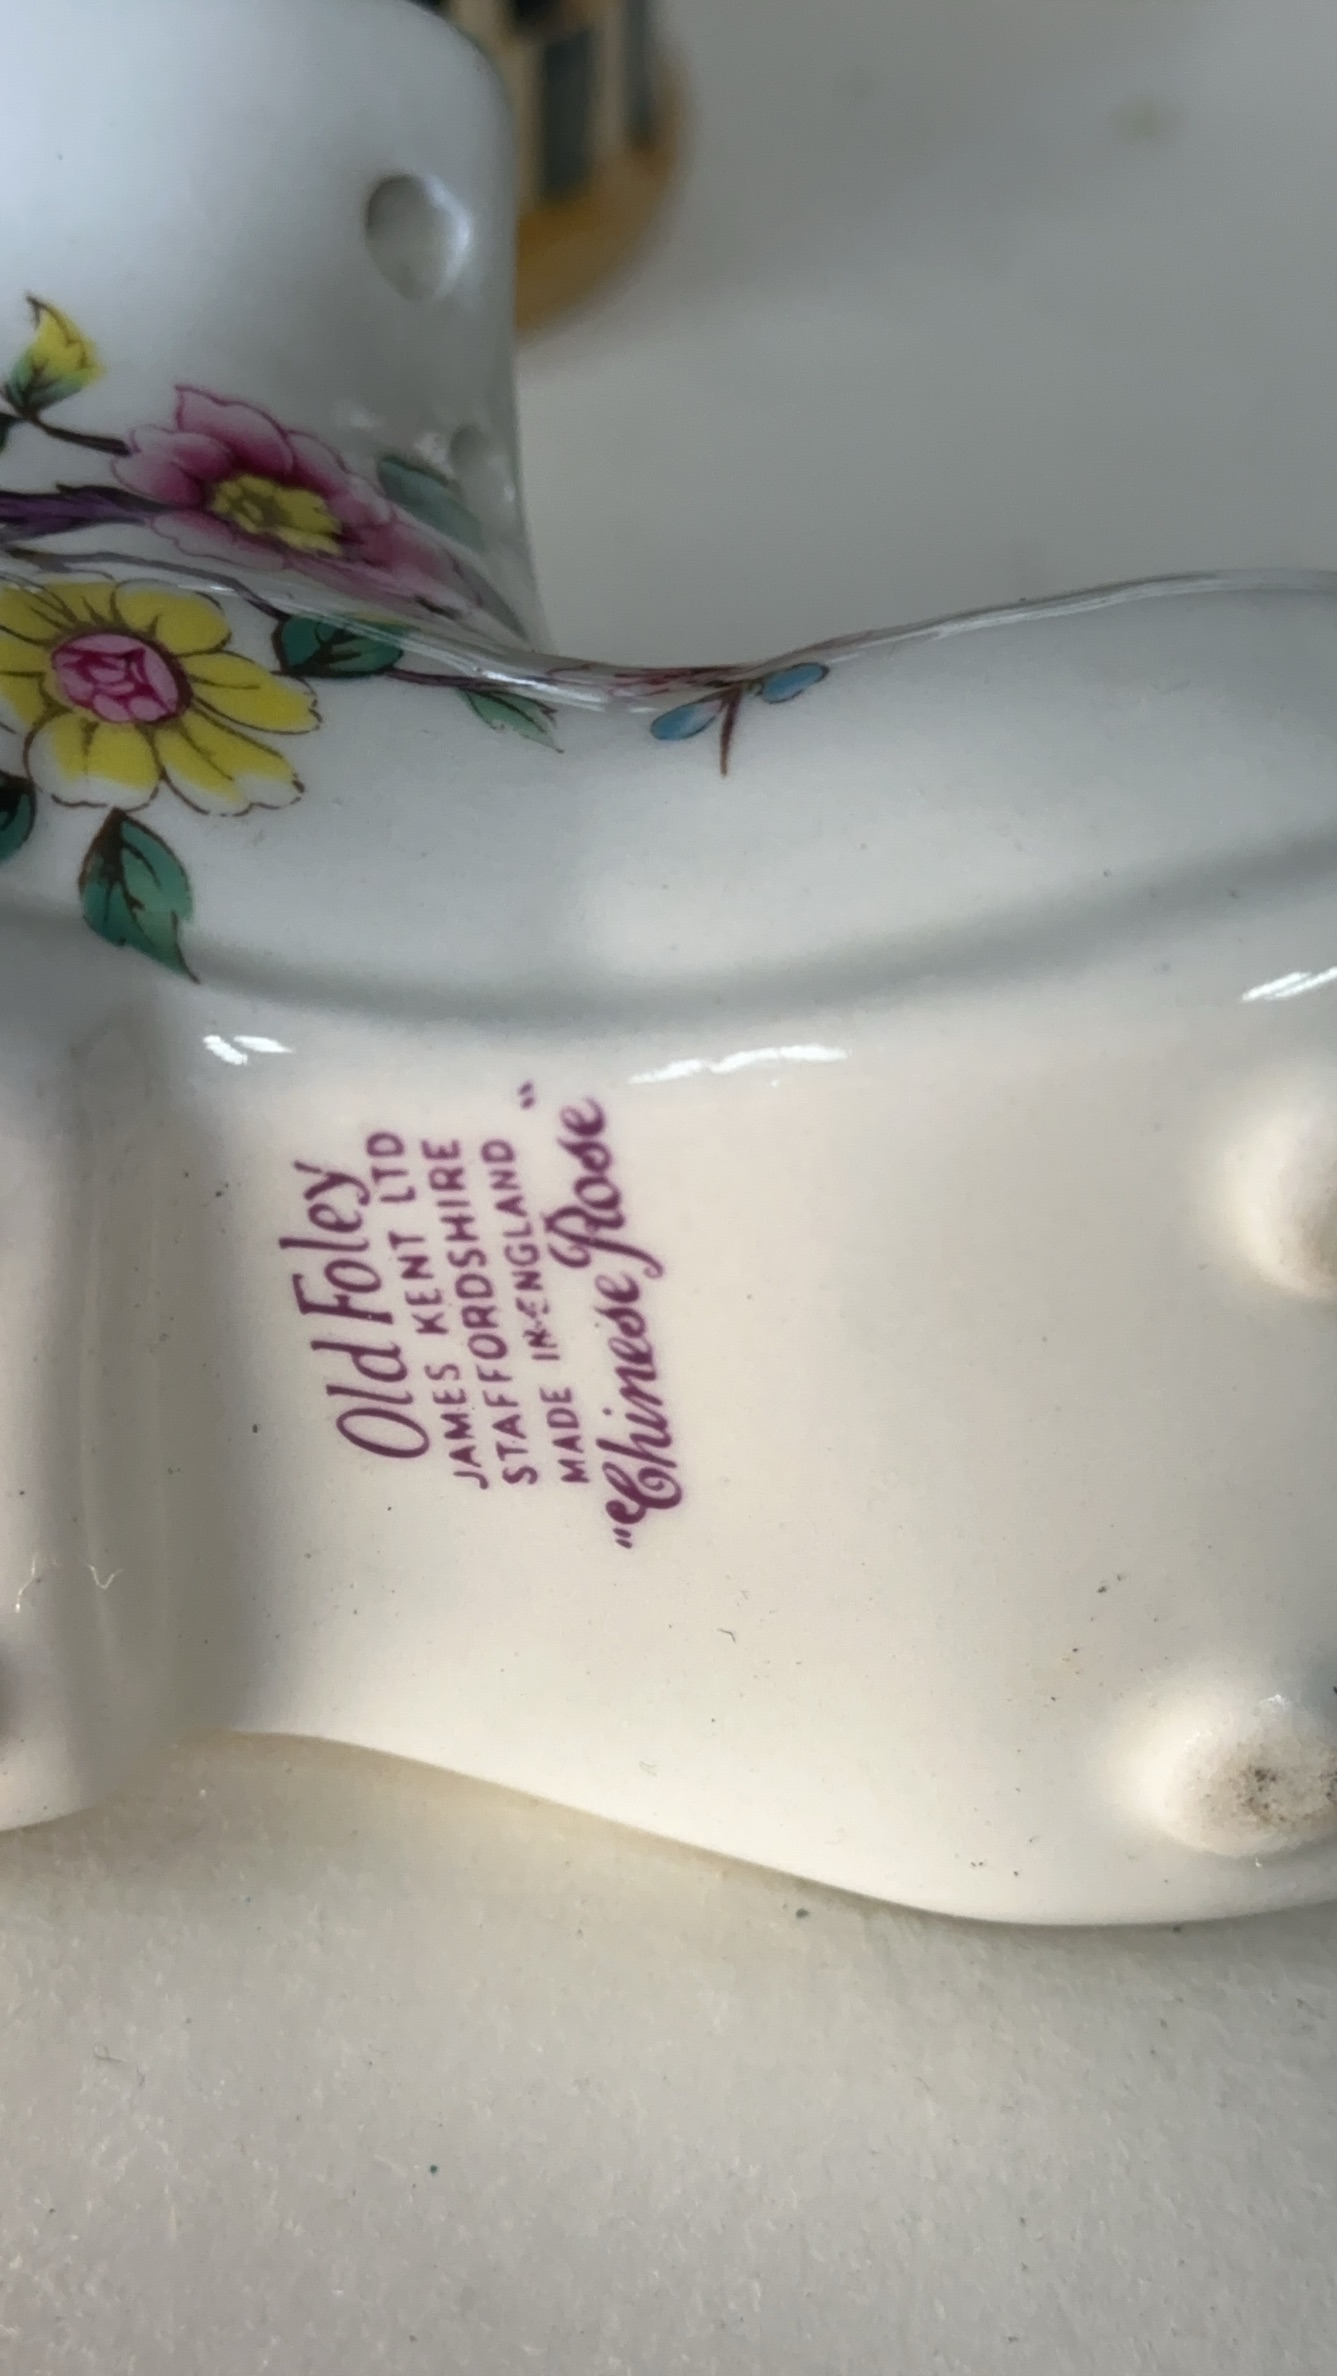 Old Foley
JAMES KENT LTD
STAFFORDSHIRE
MADE IN ENGLAND
"Chinese Rose"